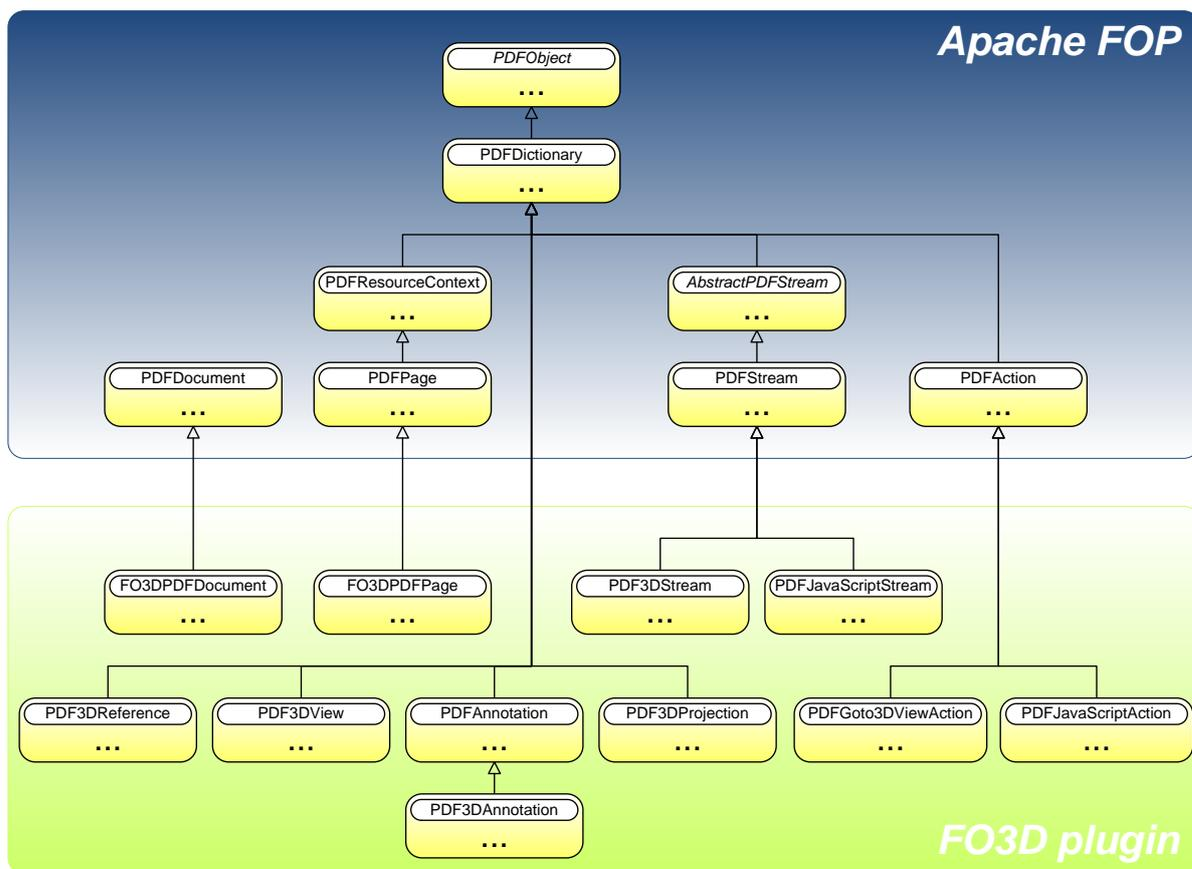 Apache FOP
PDFObject
...
PDFDictionary
...
PDFResourceContext
...
AbstractPDFStream
...
PDFDocument
...
PDFPage
...
PDFStream
...
PDFAction
...
FO3DPDFDocument
...
FO3DPDFPage
...
PDF3DStream
...
PDFJavaScriptStream
...
PDF3DReference
...
PDF3DView
...
PDFAnnotation
...
PDF3DProjection
...
PDFGoto3DViewAction
...
PDFJavaScriptAction
...
PDF3DAnnotation
...
FO3D plugin